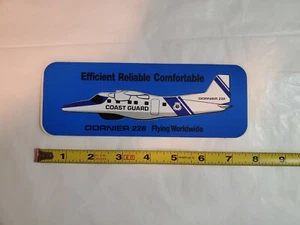 Efficient Reliable Comfortable
DORNIER 228
COAST GUARD
DORNIER 228 Flying Worldwide
1 2 3 4 5 6 7 8 9